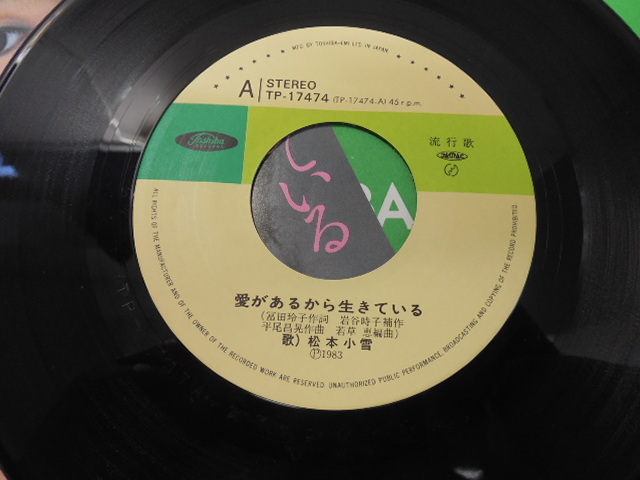 MFD. BY TOSHIBA-EMI LTD. IN JAPAN
A
STEREO
TP-17474 (TP-17474-A) 45 r.p.m.
Toshiba
RECORDS
流行歌
いる
RA
愛があるから生きている
(冨田玲子作詞 岩谷時子補作
平尾昌晃作曲 若草 恵編曲)
歌) 松本小雪
Ⓟ1983
ALL RIGHTS OF THE MANUFACTURER AND OF THE OWNER OF THE RECORDED WORK ARE RESERVED. UNAUTHORIZED PUBLIC PERFORMANCE, BROADCASTING AND COPYING OF THE RECORD PROHIBITED.